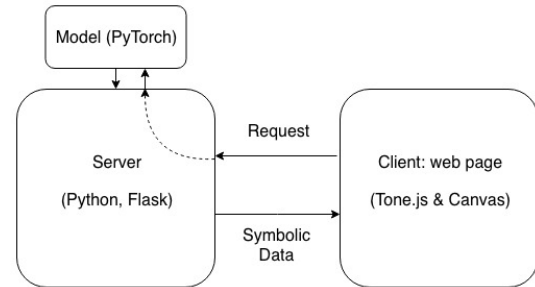 Model (PyTorch)
Server
(Python, Flask)
Request
Symbolic
Data
Client: web page
(Tone.js & Canvas)